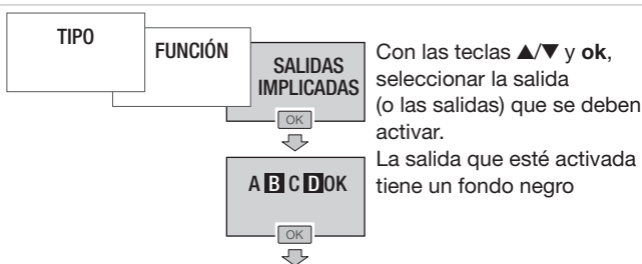 TIPO
FUNCIÓN
SALIDAS
IMPLICADAS
OK
Con las teclas ▲/▼ y ok,
seleccionar la salida
(o las salidas) que se deben
activar.
La salida que esté activada
tiene un fondo negro
A B C D OK
OK